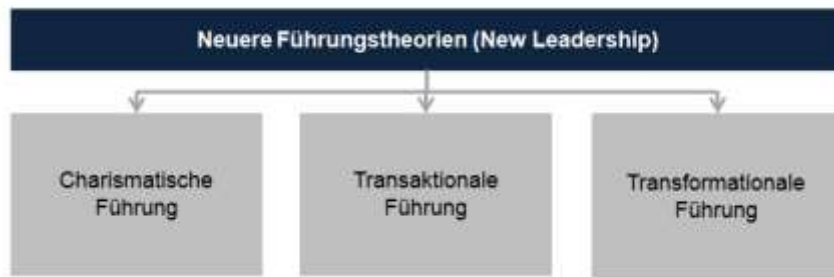 Neuere Führungstheorien (New Leadership)
Charismatische
Führung
Transaktionale
Führung
Transformationale
Führung